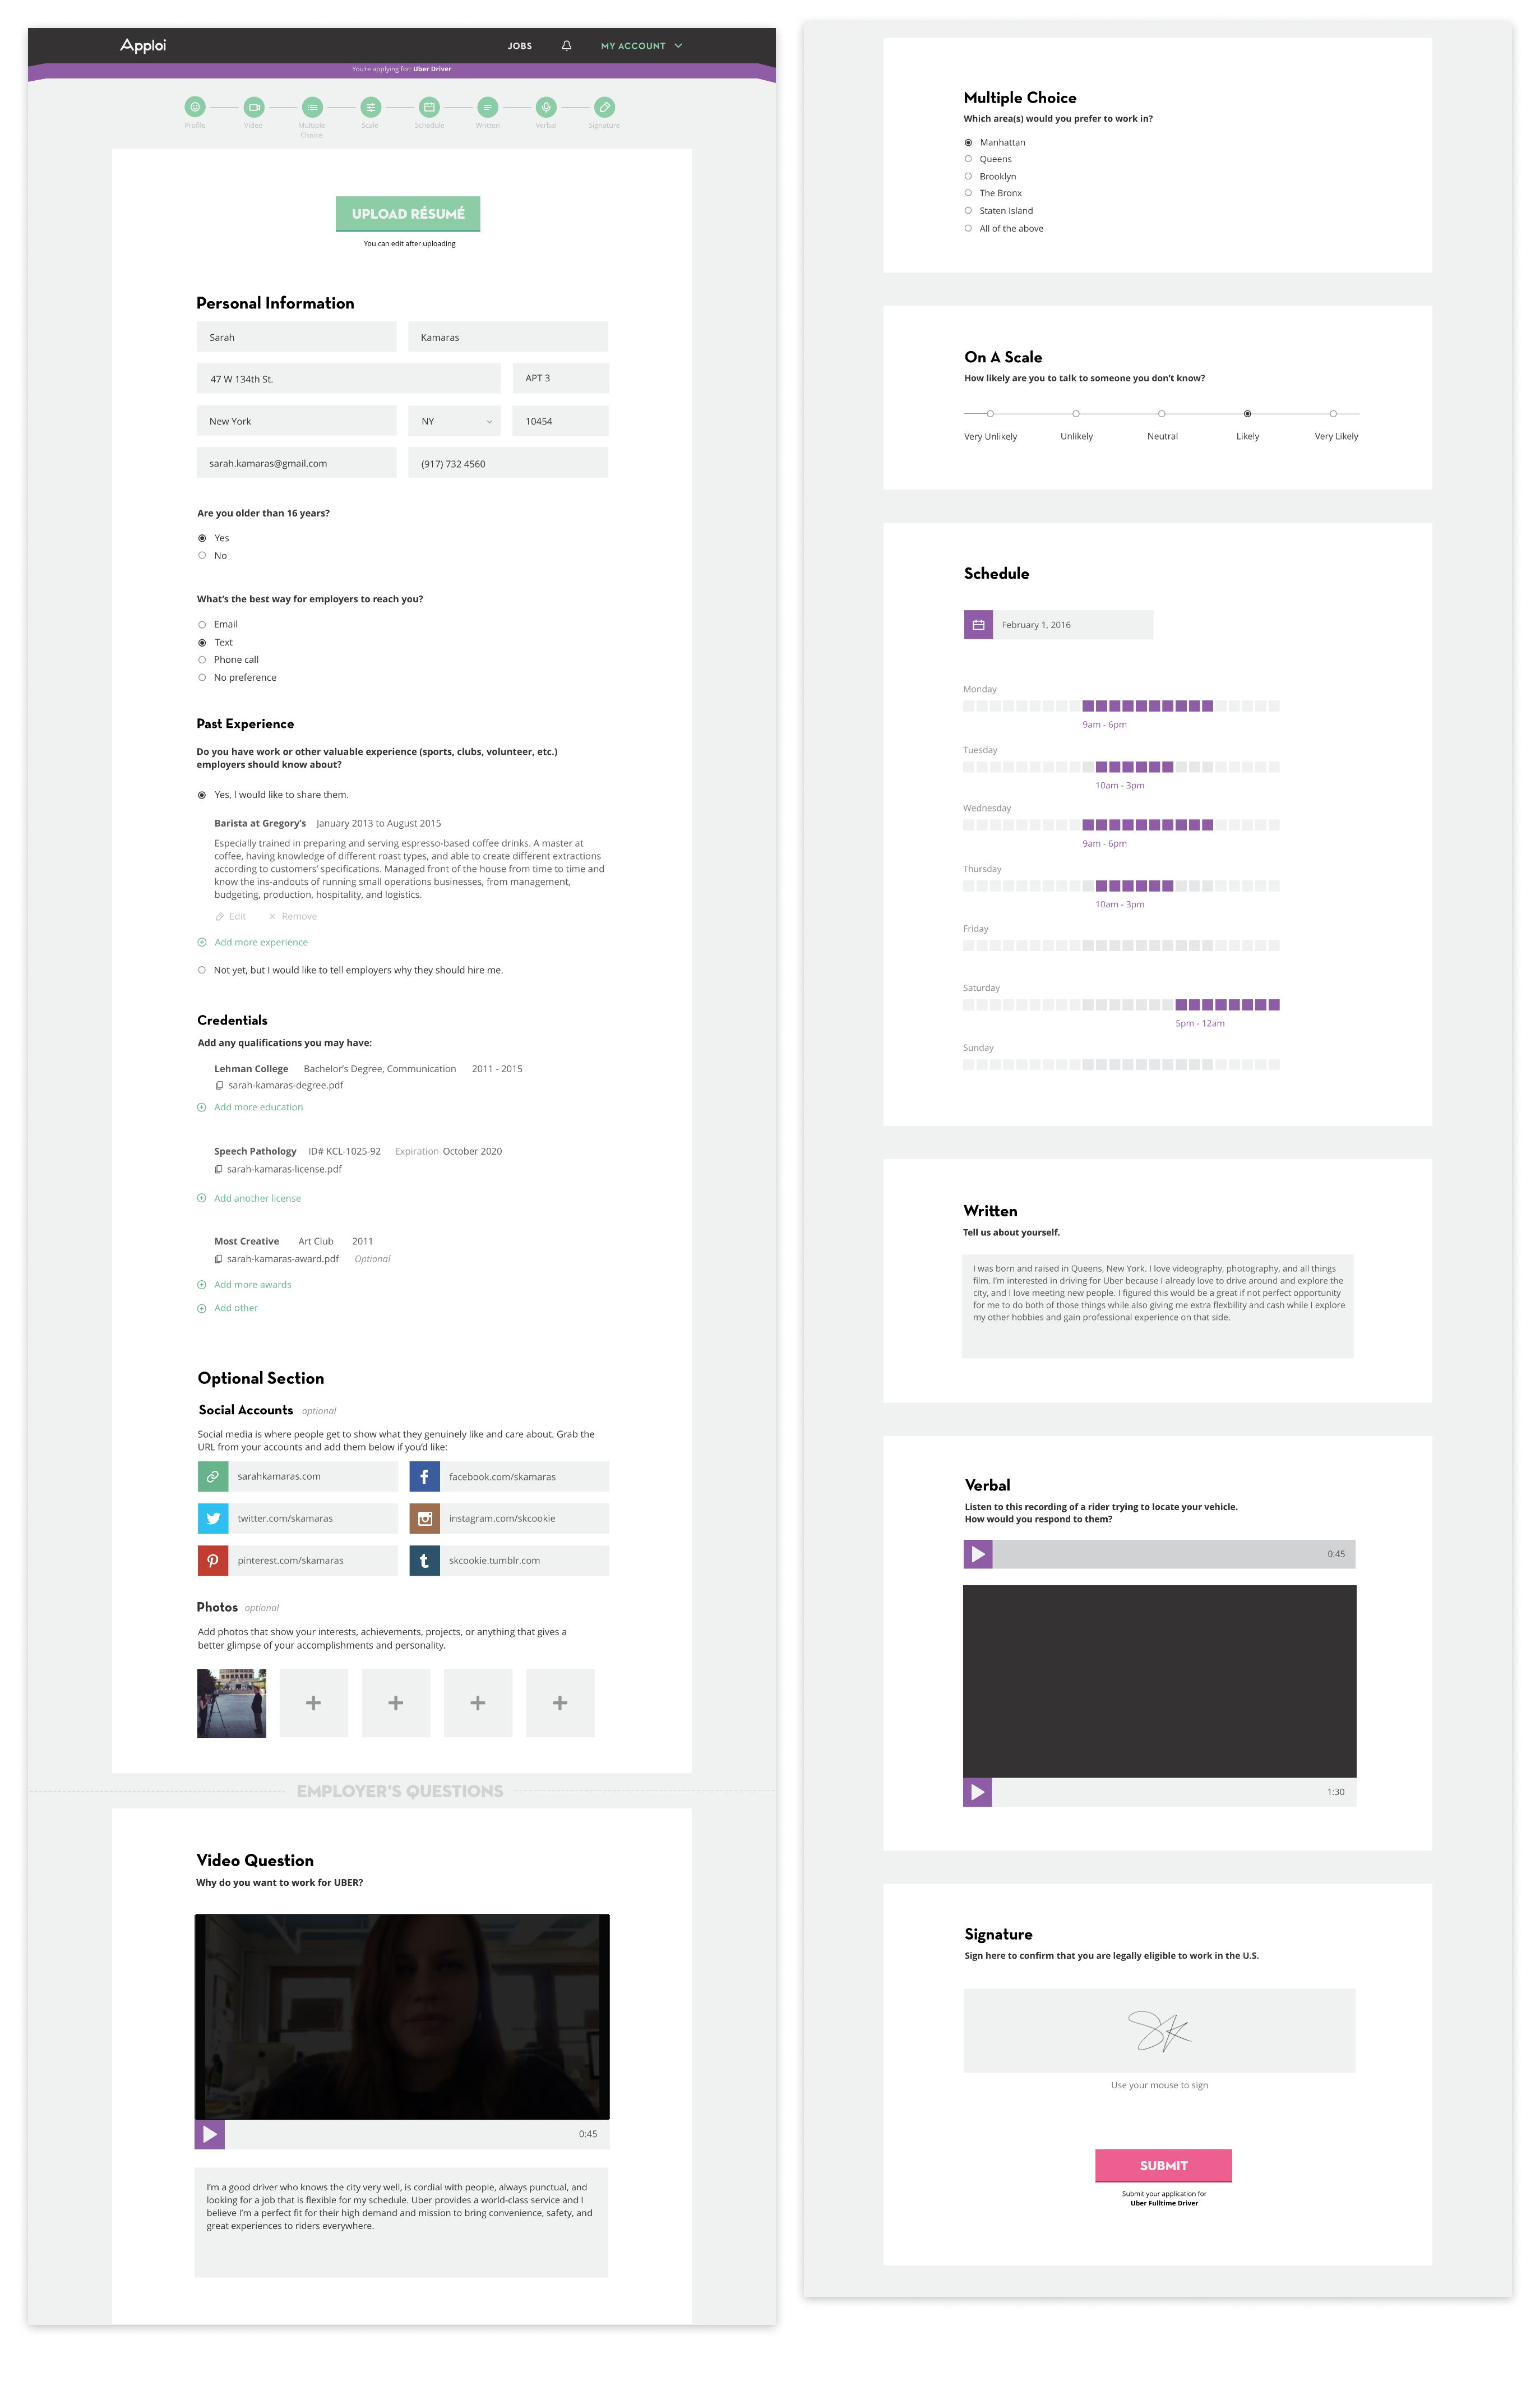 Apploi
JOBS
MY ACCOUNT
You're applying for: Uber Driver
Profile
Video
Multiple
Choice
Scale
Schedule
Written
Verbal
Signature
UPLOAD RÉSUMÉ
You can edit after uploading
Personal Information
Sarah
Kamaras
47 W 134th St.
APT 3
New York
NY
10454
sarah.kamaras@gmail.com
(917) 732 4560
Are you older than 16 years?
Yes
No
What's the best way for employers to reach you?
Email
Text
Phone call
No preference
Past Experience
Do you have work or other valuable experience (sports, clubs, volunteer, etc.)
employers should know about?
Yes, I would like to share them.
Barista at Gregory's January 2013 to August 2015
Especially trained in preparing and serving espresso-based coffee drinks. A master at
coffee, having knowledge of different roast types, and able to create different extractions
according to customers' specifications. Managed front of the house from time to time and
know the ins-andouts of running small operations businesses, from management,
budgeting, production, hospitality, and logistics.
Edit
Remove
Add more experience
Not yet, but I would like to tell employers why they should hire me.
Credentials
Add any qualifications you may have:
Lehman College Bachelor's Degree, Communication 2011 - 2015
sarah-kamaras-degree.pdf
Add more education
Speech Pathology ID# KCL-1025-92 Expiration October 2020
sarah-kamaras-license.pdf
Add another license
Most Creative Art Club 2011
sarah-kamaras-award.pdf Optional
Add more awards
Add other
Optional Section
Social Accounts optional
Social media is where people get to show what they genuinely like and care about. Grab the
URL from your accounts and add them below if you'd like:
sarahkamaras.com
facebook.com/skamaras
twitter.com/skamaras
instagram.com/skcookie
pinterest.com/skamaras
skcookie.tumblr.com
Photos optional
Add photos that show your interests, achievements, projects, or anything that gives a
better glimpse of your accomplishments and personality.
EMPLOYER'S QUESTIONS
Video Question
Why do you want to work for UBER?
0:45
I'm a good driver who knows the city very well, is cordial with people, always punctual, and
looking for a job that is flexible for my schedule. Uber provides a world-class service and I
believe I'm a perfect fit for their high demand and mission to bring convenience, safety, and
great experiences to riders everywhere.
Multiple Choice
Which area(s) would you prefer to work in?
Manhattan
Queens
Brooklyn
The Bronx
Staten Island
All of the above
On A Scale
How likely are you to talk to someone you don't know?
Very Unlikely
Unlikely
Neutral
Likely
Very Likely
Schedule
February 1, 2016
Monday
9am - 6pm
Tuesday
10am - 3pm
Wednesday
9am - 6pm
Thursday
10am - 3pm
Friday
Saturday
5pm - 12am
Sunday
Written
Tell us about yourself.
I was born and raised in Queens, New York. I love videography, photography, and all things
film. I'm interested in driving for Uber because I already love to drive around and explore the
city, and I love meeting new people. I figured this would be a great if not perfect opportunity
for me to do both of those things while also giving me extra flexbility and cash while I explore
my other hobbies and gain professional experience on that side.
Verbal
Listen to this recording of a rider trying to locate your vehicle.
How would you respond to them?
0:45
1:30
Signature
Sign here to confirm that you are legally eligible to work in the U.S.
SK
Use your mouse to sign
SUBMIT
Submit your application for
Uber Fulltime Driver